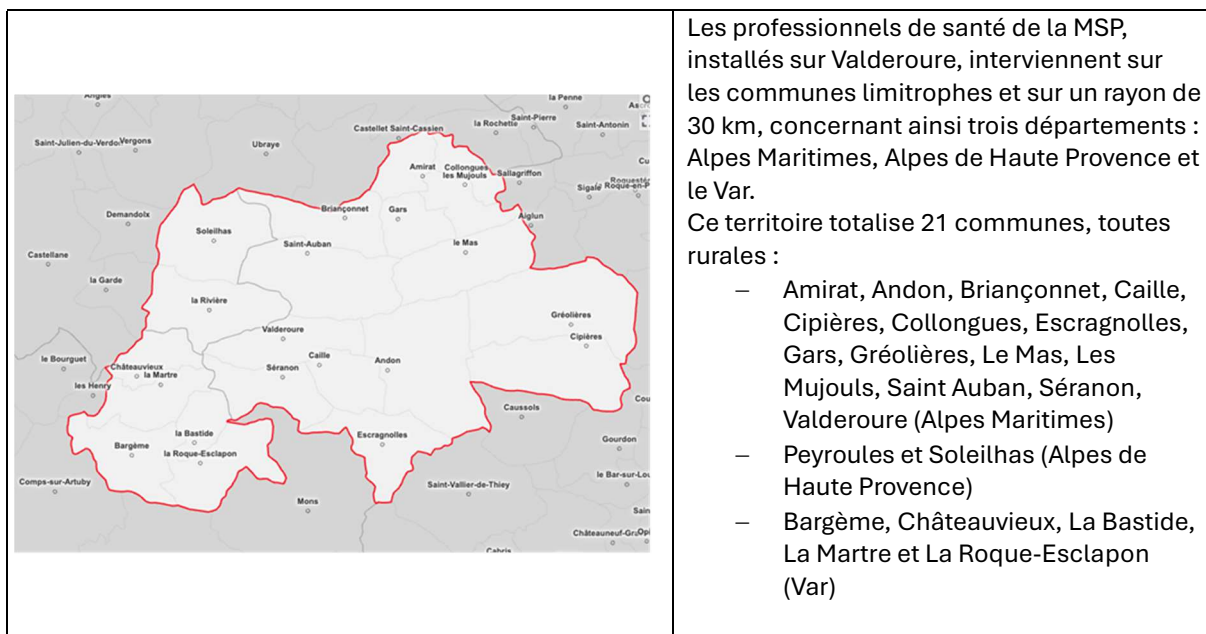 Angles
la Penne
Saint-Pierre
la Rochette
Saint-Antonin
Castellet Saint-Cassien
Saint-Julien-du-Verdon
Vergons
Ubraye
Amirat
Collongues
les Mujouls
Sallagriffon
Sigale
Briançonnet
Gars
Aiglun
Demandolx
Soleilhas
Saint-Auban
le Mas
Castellane
la Garde
la Rivière
Gréolières
Valderoure
Cipières
le Bourguet
Caille
Andon
Châteauvieux
la Martre
Séranon
les Henry
Caussols
la Bastide
Escragnolles
Gourdon
Bargème
la Roque-Esclapon
le Bar-sur-Lou
Comps-sur-Artuby
Saint-Vallier-de-Thiey
Mons
Châteauneuf-Gr
Cabris
Les professionnels de santé de la MSP,
installés sur Valderoure, interviennent sur
les communes limitrophes et sur un rayon de
30 km, concernant ainsi trois départements :
Alpes Maritimes, Alpes de Haute Provence et
le Var.
Ce territoire totalise 21 communes, toutes
rurales :
– Amirat, Andon, Briançonnet, Caille,
Cipières, Collongues, Escragnolles,
Gars, Gréolières, Le Mas, Les
Mujouls, Saint Auban, Séranon,
Valderoure (Alpes Maritimes)
– Peyroules et Soleilhas (Alpes de
Haute Provence)
– Bargème, Châteauvieux, La Bastide,
La Martre et La Roque-Esclapon
(Var)